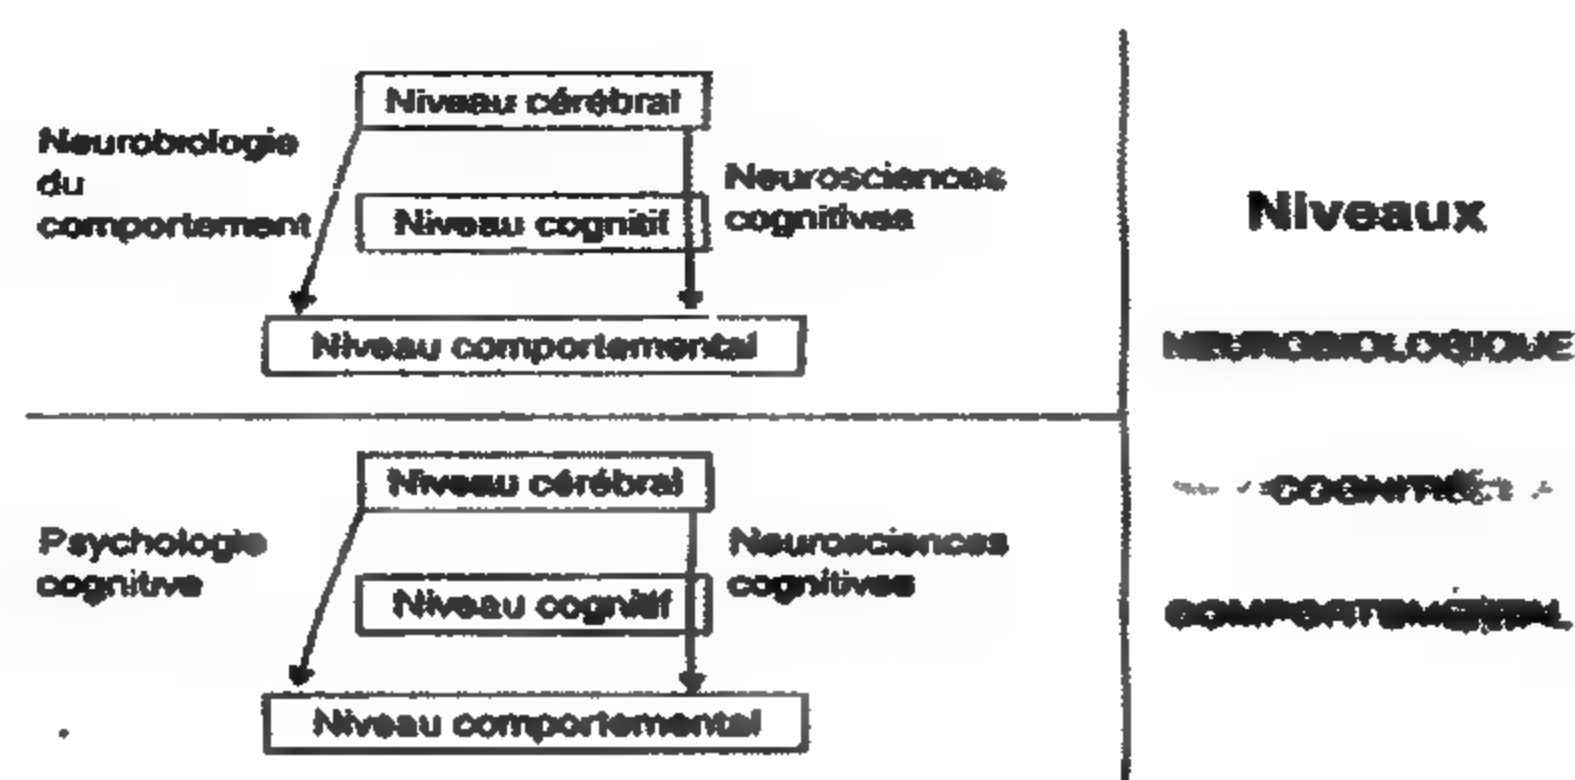 Niveau cérébral
Neurobiologie
du
comportement
Neurosciences
cognitives
Niveau cognitif
Niveau comportemental
Niveau cérébral
Psychologie
cognitive
Neurosciences
cognitives
Niveau cognitif
Niveau comportemental
Niveaux
NEUROBIOLOGIQUE
COGNITIF
COMPORTEMENTAL